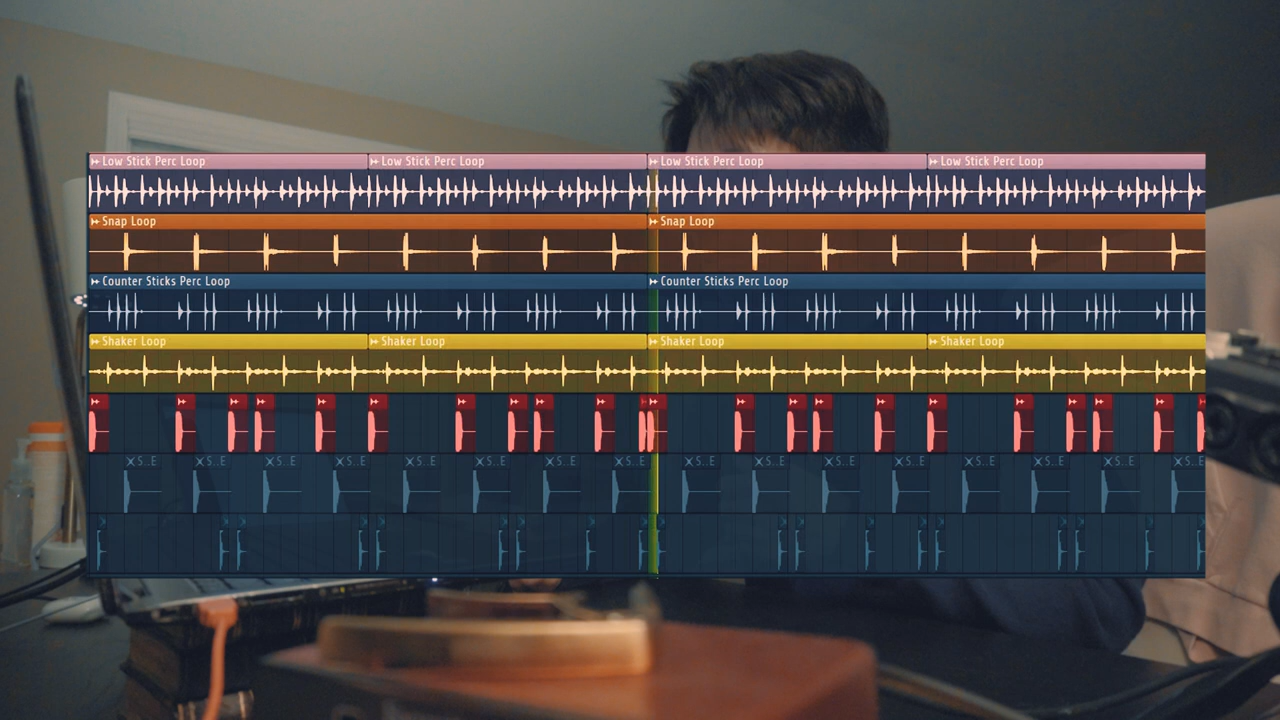 Low Stick Perc Loop Low Stick Perc Loop Low Stick Perc Loop Low Stick Perc Loop
Snap Loop Snap Loop
Counter Sticks Perc Loop Counter Sticks Perc Loop
Shaker Loop Shaker Loop Shaker Loop Shaker Loop
S..E S..E S..E S..E S..E S..E S..E S..E S..E S..E S..E S..E S..E S..E S..E S..E